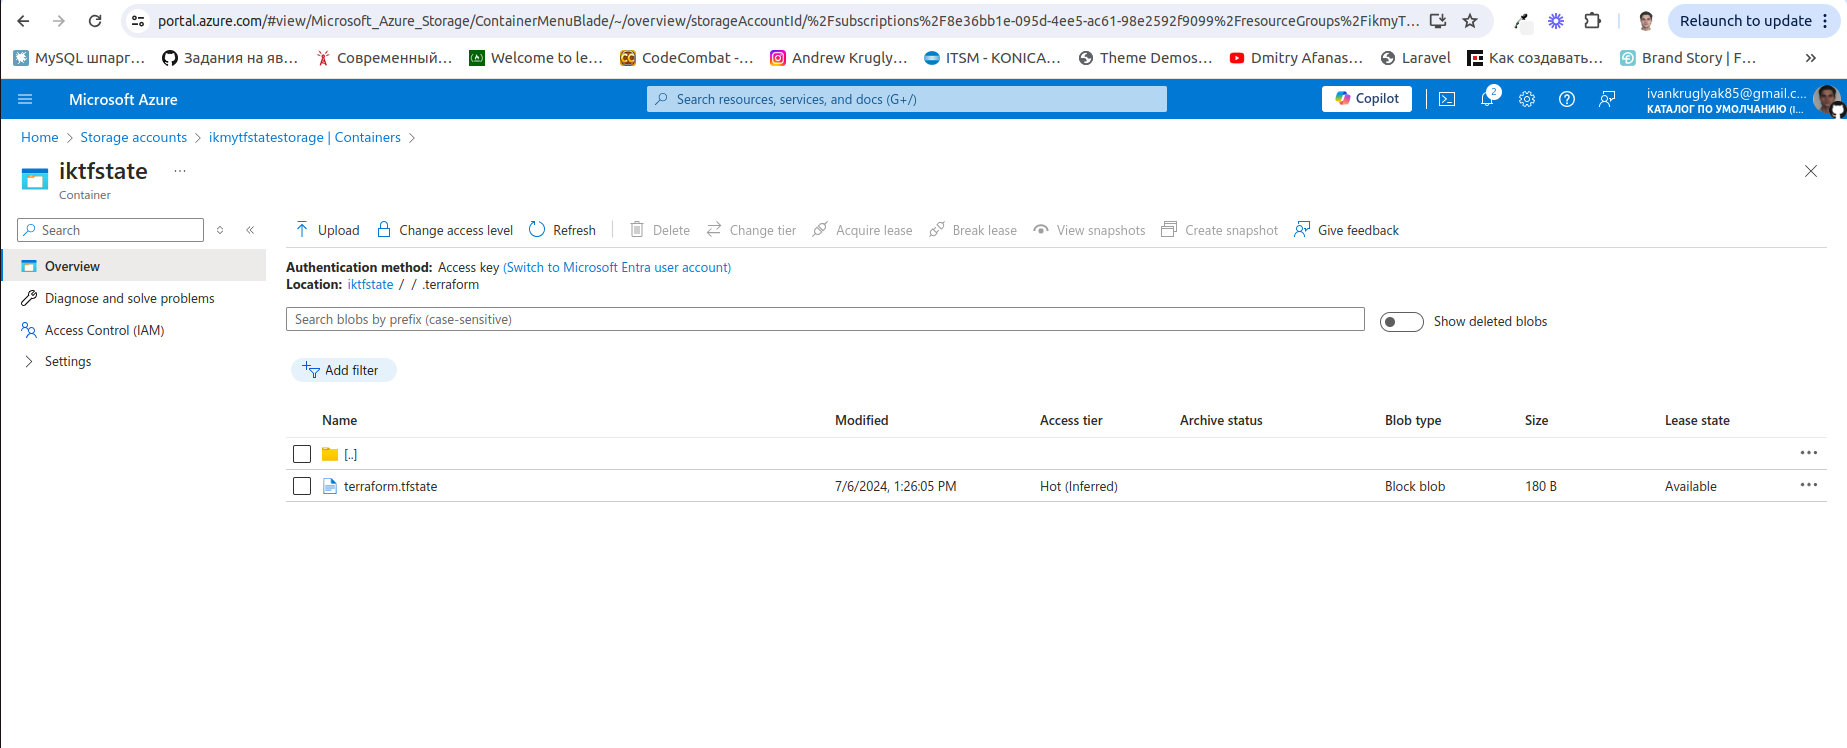 portal.azure.com/#view/Microsoft_Azure_Storage/ContainerMenuBlade/~/overview/storageAccountId/%2Fsubscriptions%2F8e36bb1e-095d-4ee5-ac61-98e2592f9099%2FresourceGroups%2FikmyT...
Relaunch to update
MySQL шпарг...
Задания на яв...
Современный...
Welcome to le...
CodeCombat -...
Andrew Krugly...
ITSM - KONICA...
Theme Demos...
Dmitry Afanas...
Laravel
Как создавать...
Brand Story | F...
Microsoft Azure
Search resources, services, and docs (G+/)
Copilot
2
ivankruglyak85@gmail.c...
КАТАЛОГ ПО УМОЛЧАНИЮ (I...
Home > Storage accounts > ikmytfstatestorage | Containers >
iktfstate ...
Container
Search
Overview
Diagnose and solve problems
Access Control (IAM)
Settings
Upload Change access level Refresh Delete Change tier Acquire lease Break lease View snapshots Create snapshot Give feedback
Authentication method: Access key (Switch to Microsoft Entra user account)
Location: iktfstate / / .terraform
Search blobs by prefix (case-sensitive)
Show deleted blobs
Add filter
Name Modified Access tier Archive status Blob type Size Lease state
[..]
terraform.tfstate 7/6/2024, 1:26:05 PM Hot (Inferred) Block blob 180 B Available